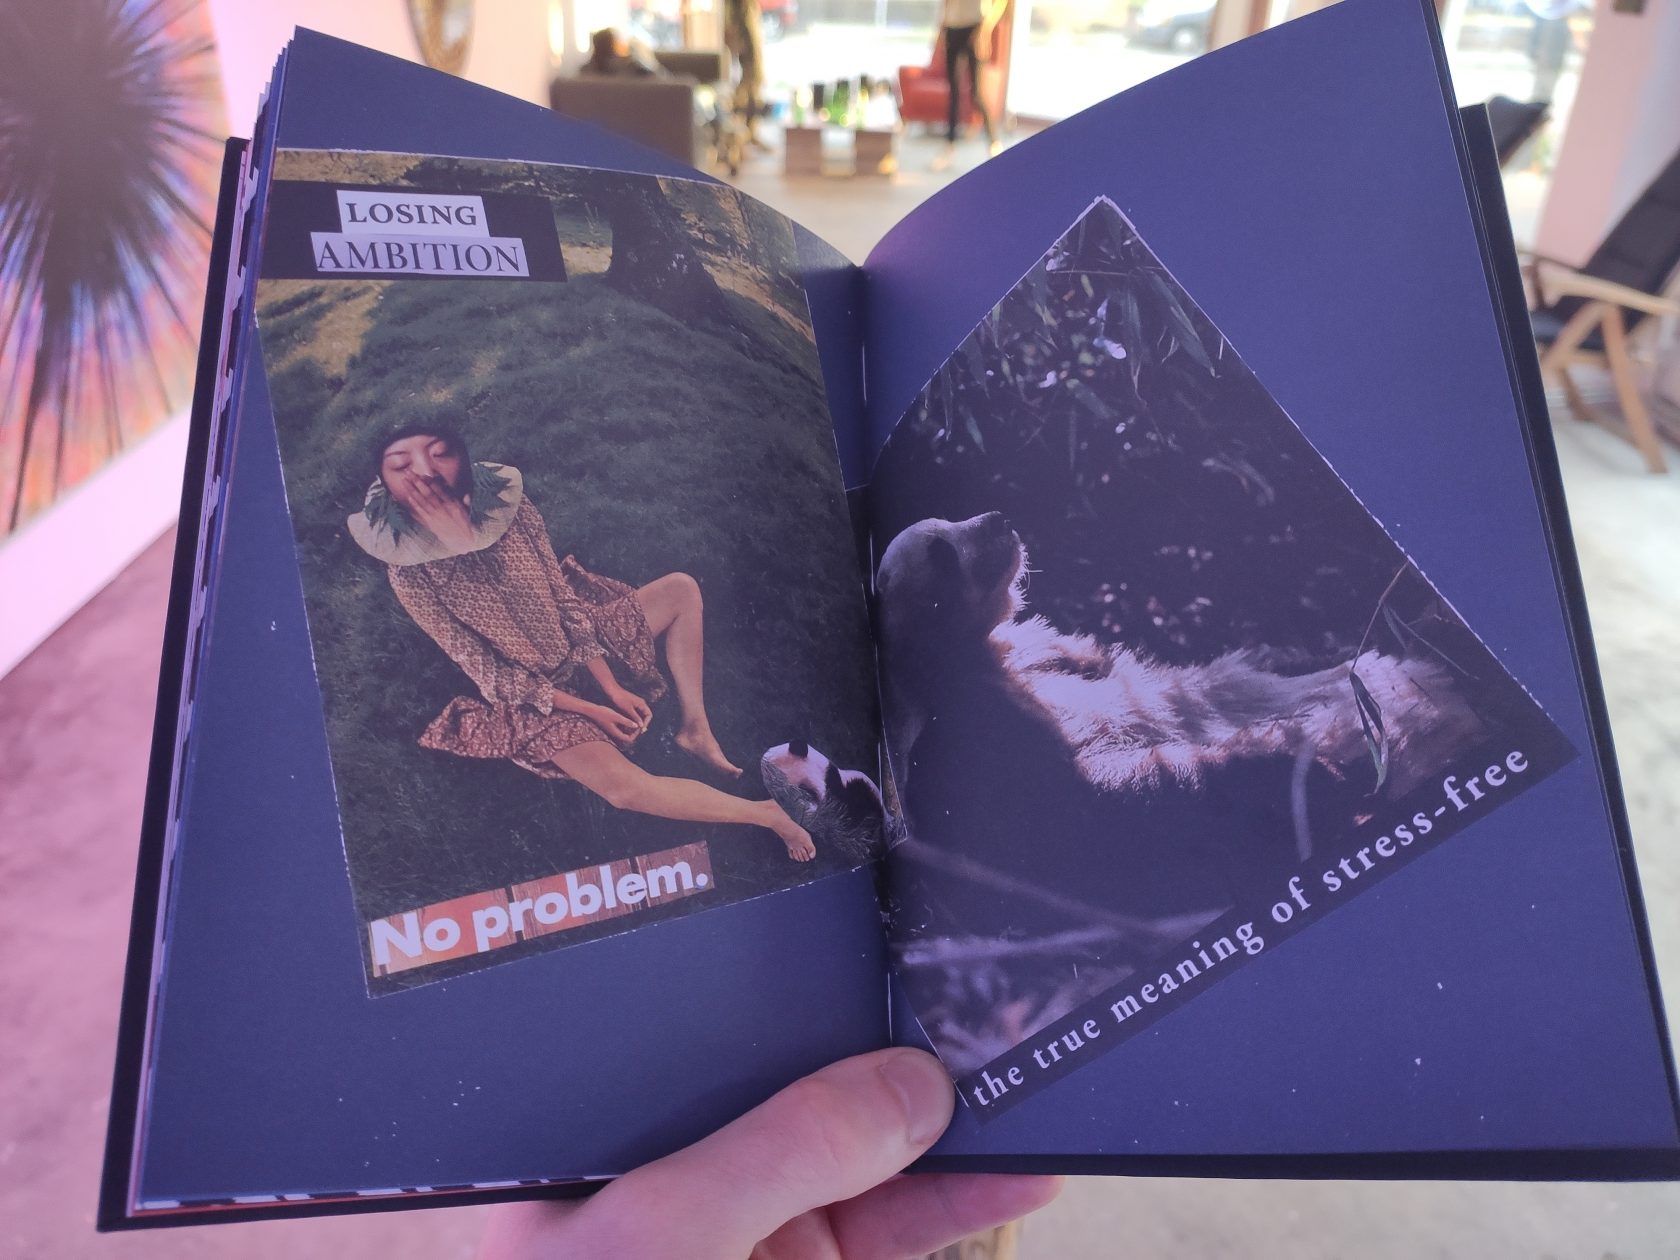 LOSING
AMBITION
No problem.
the true meaning of stress-free